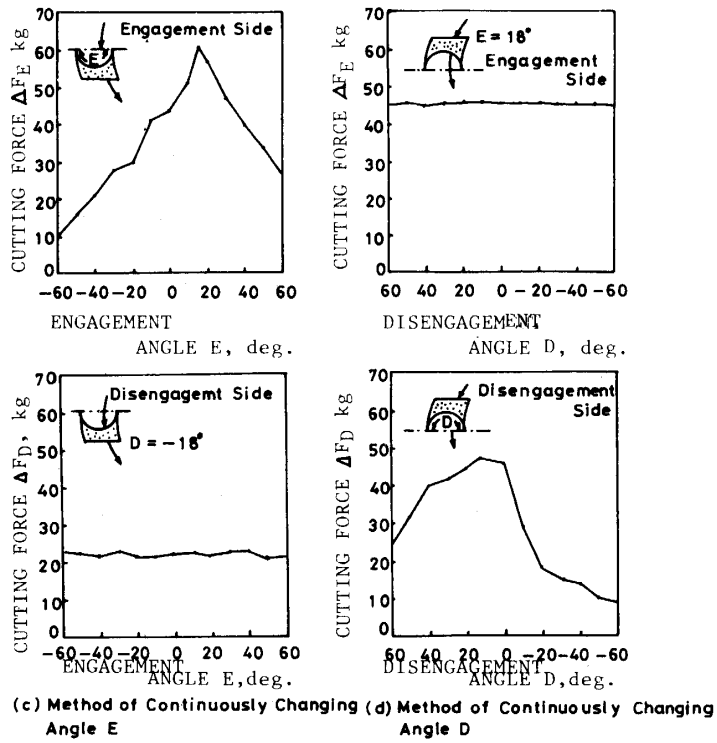 CUTTING FORCE ΔFE kg
70
60
50
40
30
20
10
0
Engagement Side
E
-60 -40 -20 0 20 40 60
ENGAGEMENT
ANGLE E, deg.
CUTTING FORCE ΔFE kg
70
60
50
40
30
20
10
0
E = 18°
Engagement
Side
60 40 20 0 -20 -40 -60
DISENGAGEMENT
ANGLE D, deg.
CUTTING FORCE ΔFD, kg
70
60
50
40
30
20
10
0
Disengagemt Side
D = -18°
-60 -40 -20 0 20 40 60
ENGAGEMENT
ANGLE E,deg.
CUTTING FORCE ΔFD kg
70
60
50
40
30
20
10
0
Disengagement
Side
D
60 40 20 0 -20 -40 -60
DISENGAGEMENT
ANGLE D,deg.
(c) Method of Continuously Changing
Angle E
(d) Method of Continuously Changing
Angle D